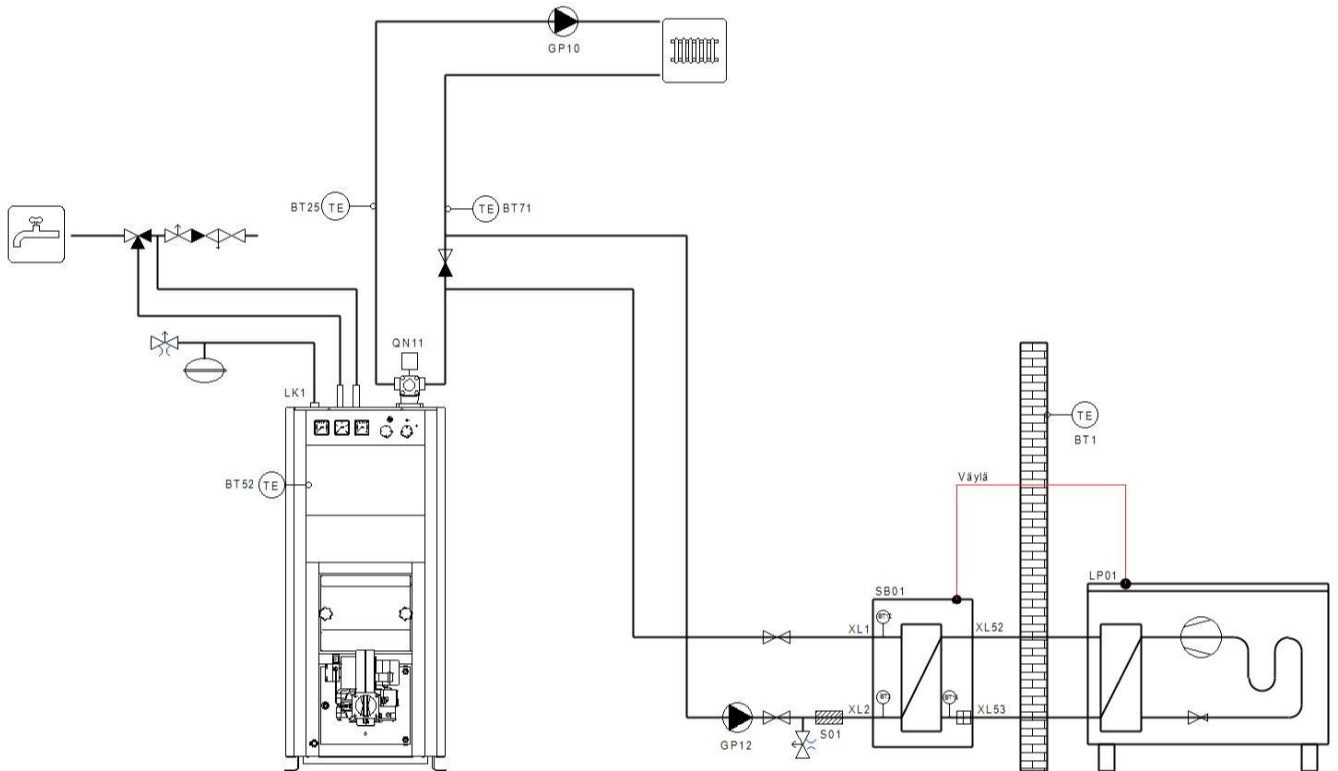 GP10
BT25
TE
TE
BT71
QN11
LK1
BT52
TE
TE
BT1
Väylä
LP01
SB01
XL1
XL52
XL2
XL53
GP12
S01